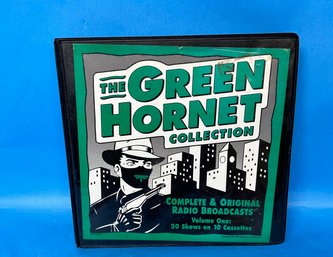 THE GREEN
HORNET
COLLECTION
COMPLETE & ORIGINAL
RADIO BROADCASTS
Volume One:
20 Shows on 10 Cassettes